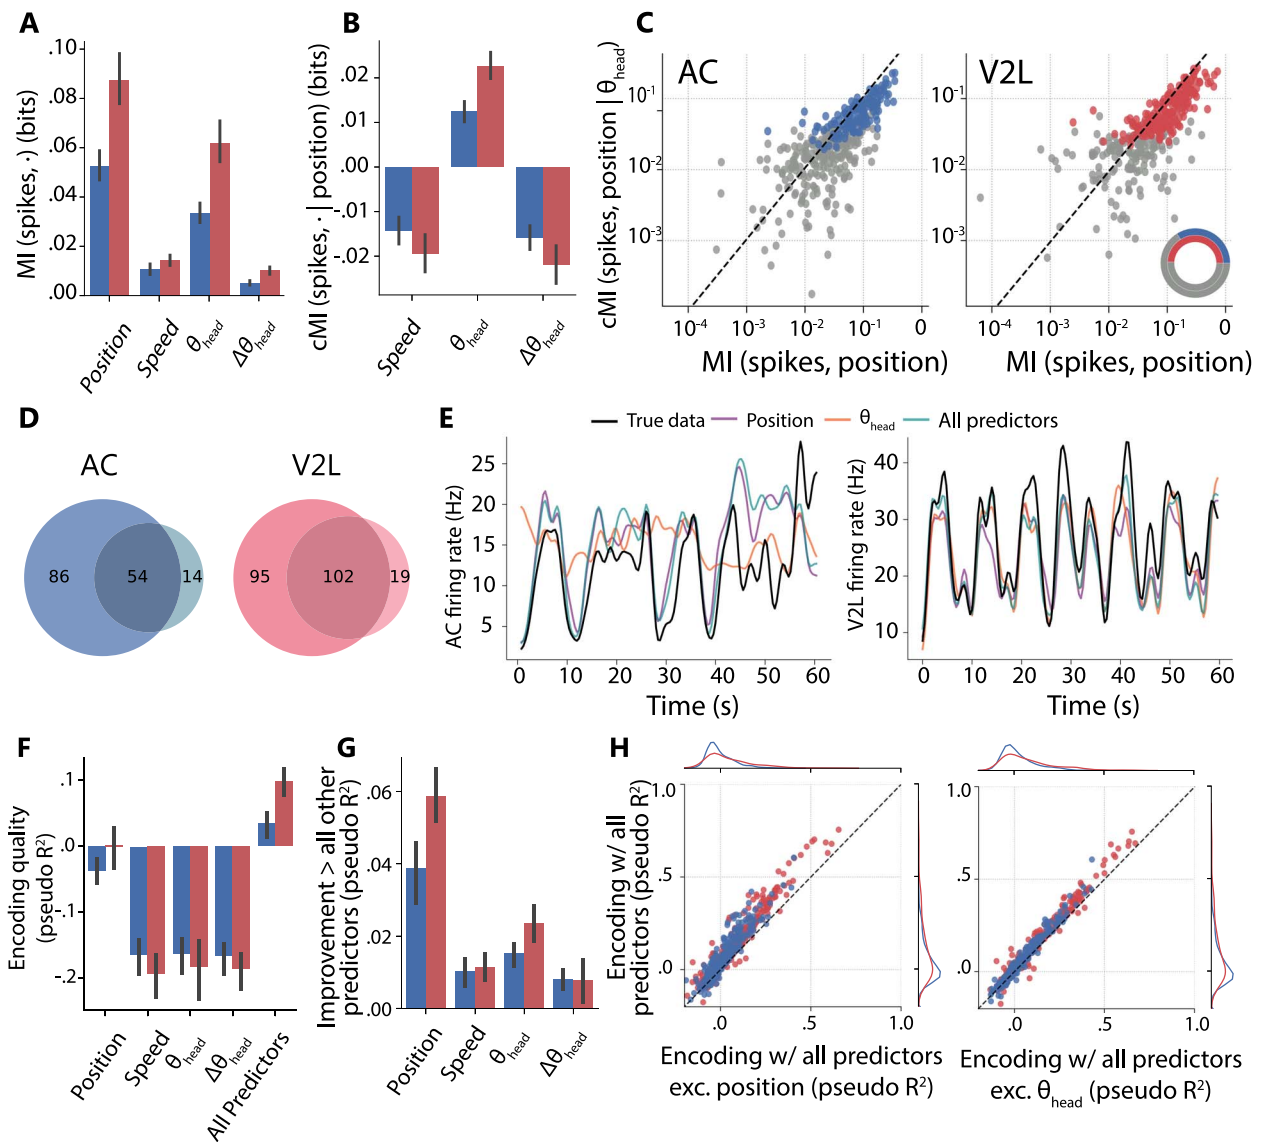 A
MI (spikes, ·) (bits)
.10
.08
.06
.04
.02
.00
Position
Speed
θhead
Δθhead
B
cMI (spikes, · | position) (bits)
.02
.01
.00
-.01
-.02
Speed
θhead
Δθhead
C
cMI (spikes, position | θhead)
AC
10-1
10-2
10-3
10-4 10-3 10-2 10-1 0
MI (spikes, position)
V2L
10-1
10-2
10-3
10-4 10-3 10-2 10-1 0
MI (spikes, position)
D
AC
86 54 14
V2L
95 102 19
E
True data Position θhead All predictors
AC firing rate (Hz)
25
20
15
10
5
0 10 20 30 40 50 60
Time (s)
V2L firing rate (Hz)
40
30
20
10
0 10 20 30 40 50 60
Time (s)
F
Encoding quality
(pseudo R2)
.1
.0
-.1
-.2
Position
Speed
θhead
Δθhead
All Predictors
G
Improvement > all other
predictors (pseudo R2)
.06
.04
.02
.00
Position
Speed
θhead
Δθhead
H
Encoding w/ all
predictors (pseudo R2)
1.0
.5
.0
.0 .5 1.0
Encoding w/ all predictors
exc. position (pseudo R2)
1.0
.5
.0
.0 .5 1.0
Encoding w/ all predictors
exc. θhead (pseudo R2)